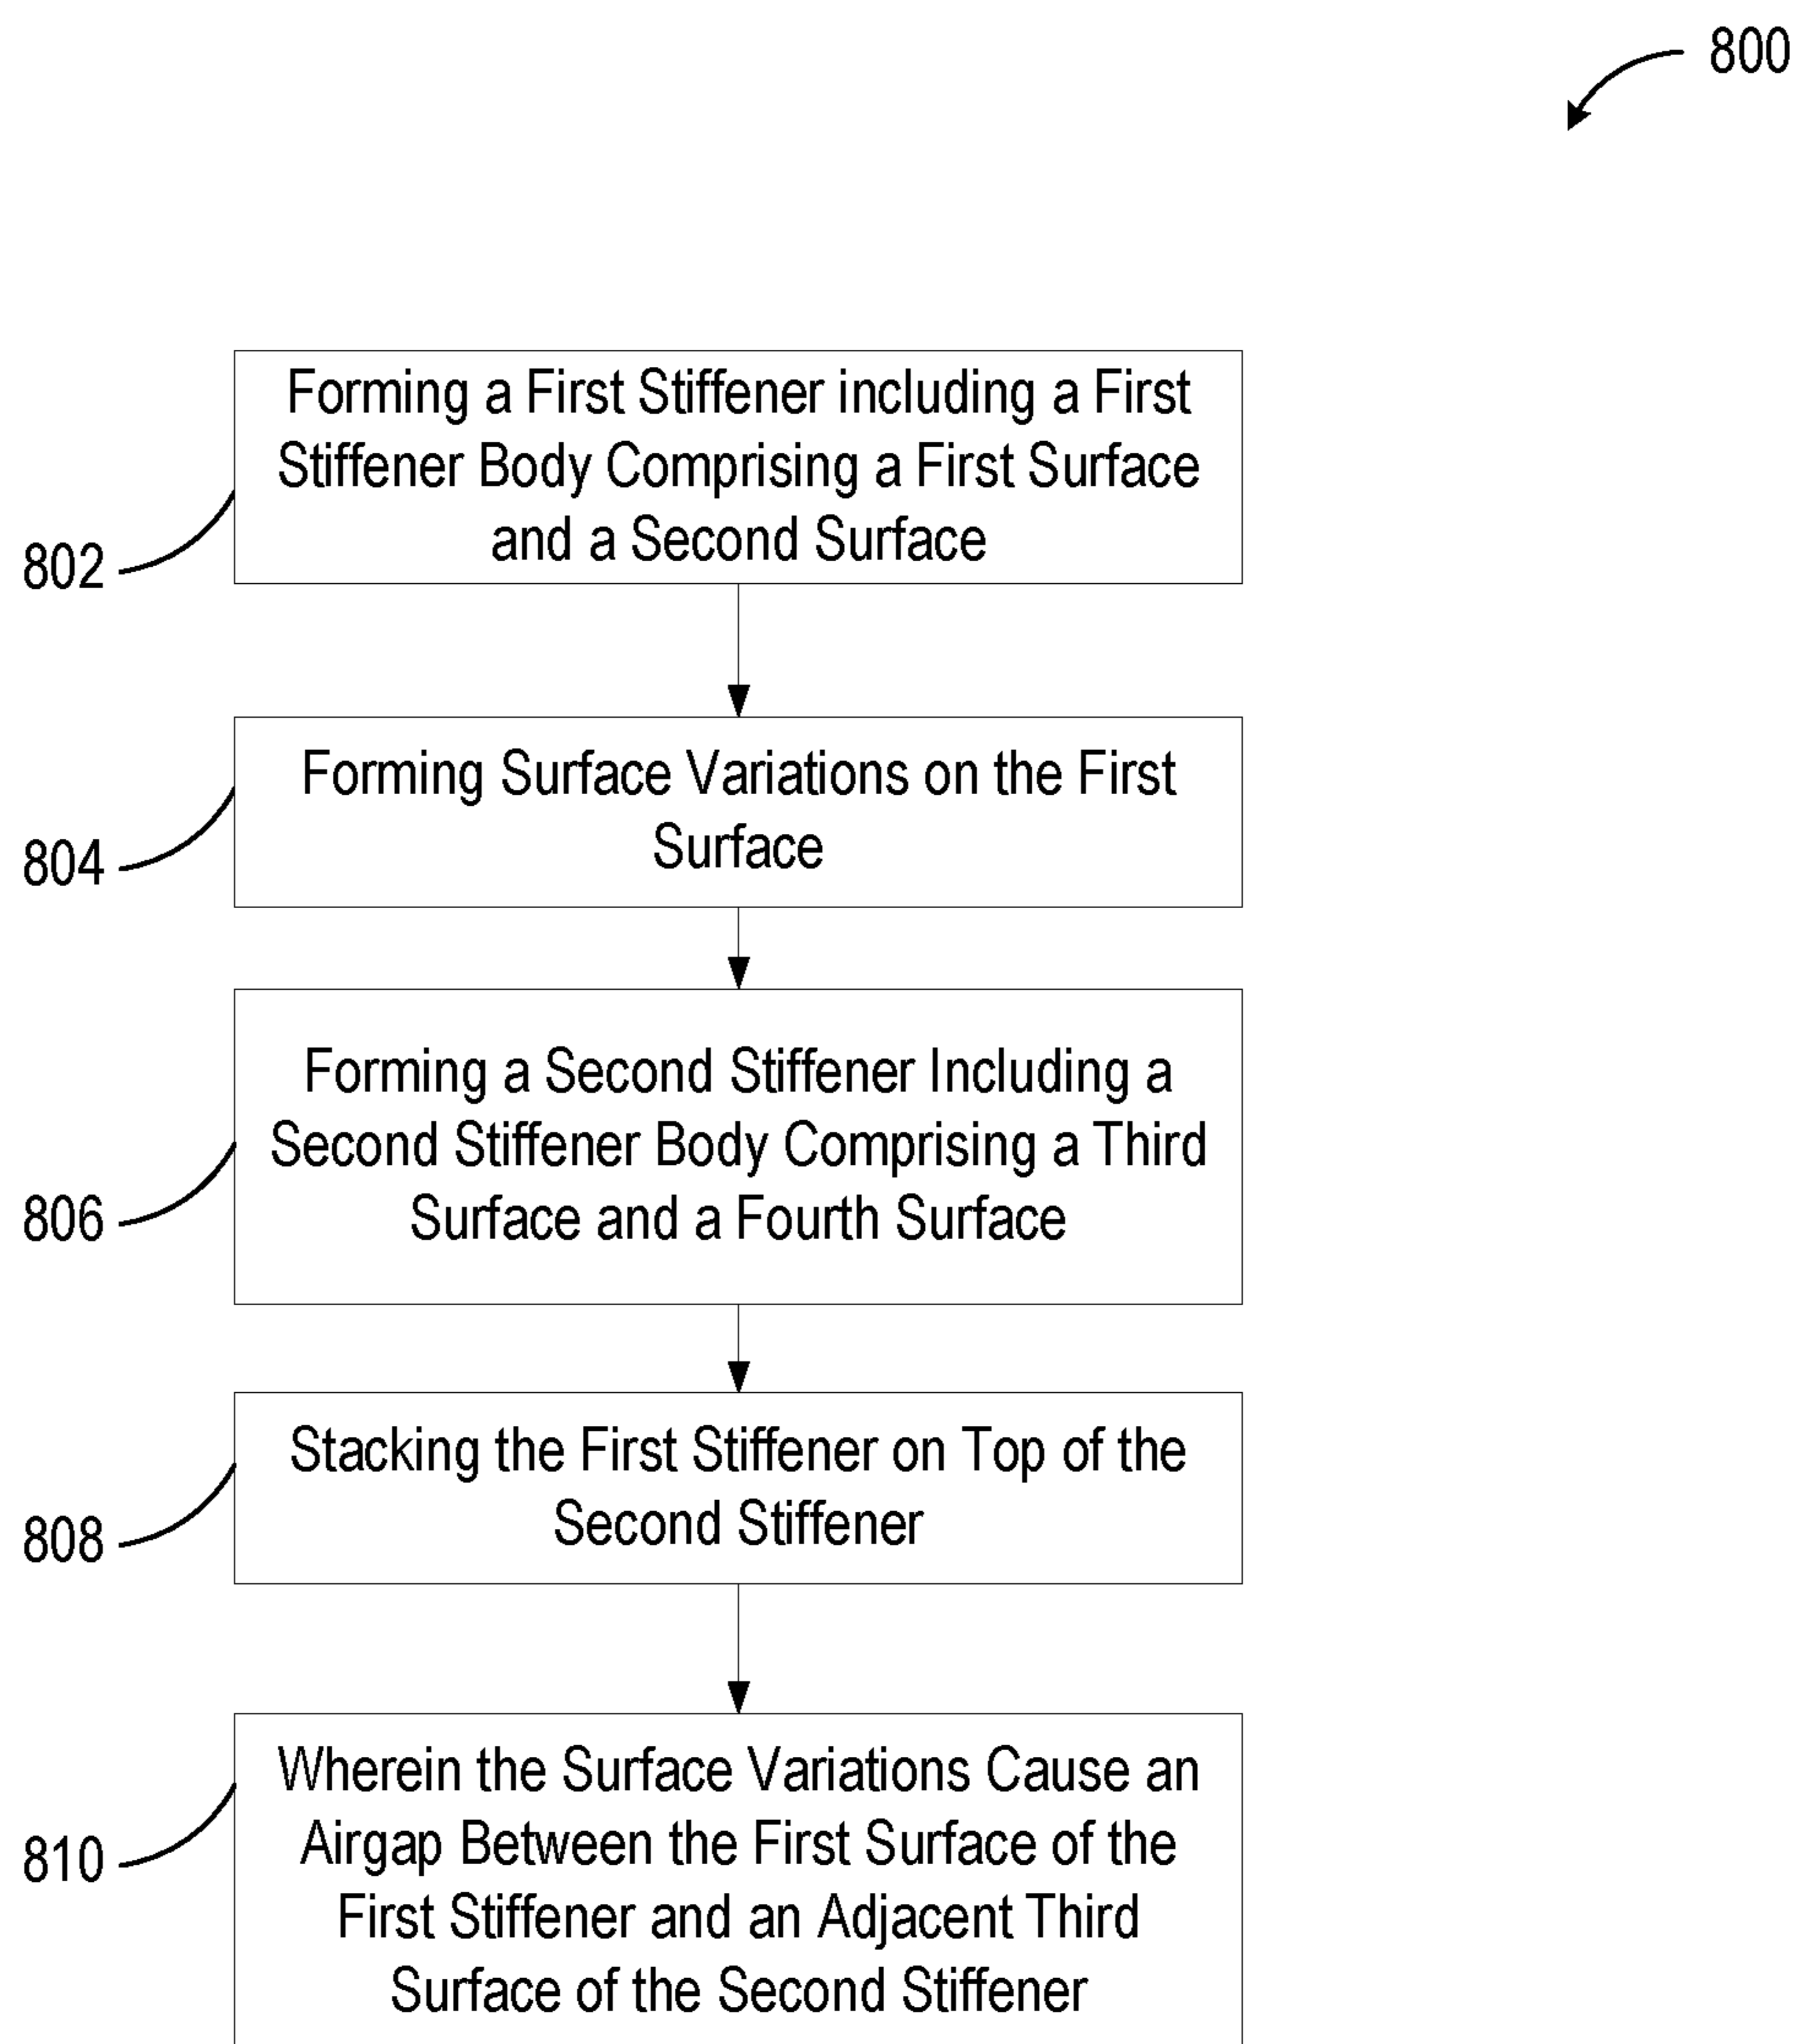 800
Forming a First Stiffener including a First
Stiffener Body Comprising a First Surface
and a Second Surface
802
Forming Surface Variations on the First
Surface
804
Forming a Second Stiffener Including a
Second Stiffener Body Comprising a Third
Surface and a Fourth Surface
806
Stacking the First Stiffener on Top of the
Second Stiffener
808
Wherein the Surface Variations Cause an
Airgap Between the First Surface of the
First Stiffener and an Adjacent Third
Surface of the Second Stiffener
810